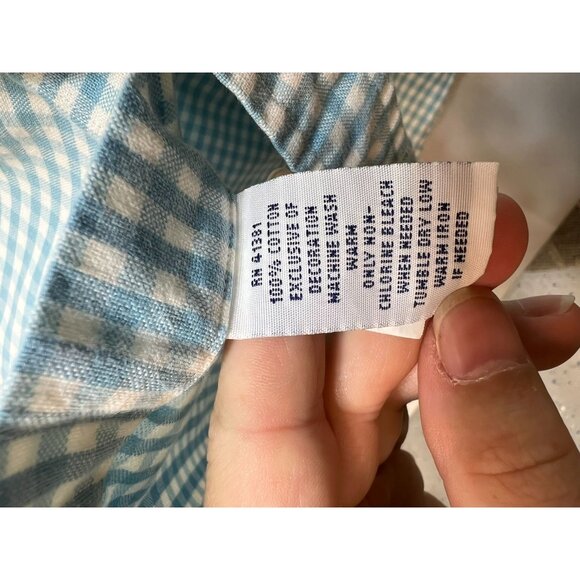 RN 41381
100% COTTON
EXCLUSIVE OF
DECORATION
MACHINE WASH
WARM
ONLY NON-
CHLORINE BLEACH
WHEN NEEDED
TUMBLE DRY LOW
WARM IRON
IF NEEDED